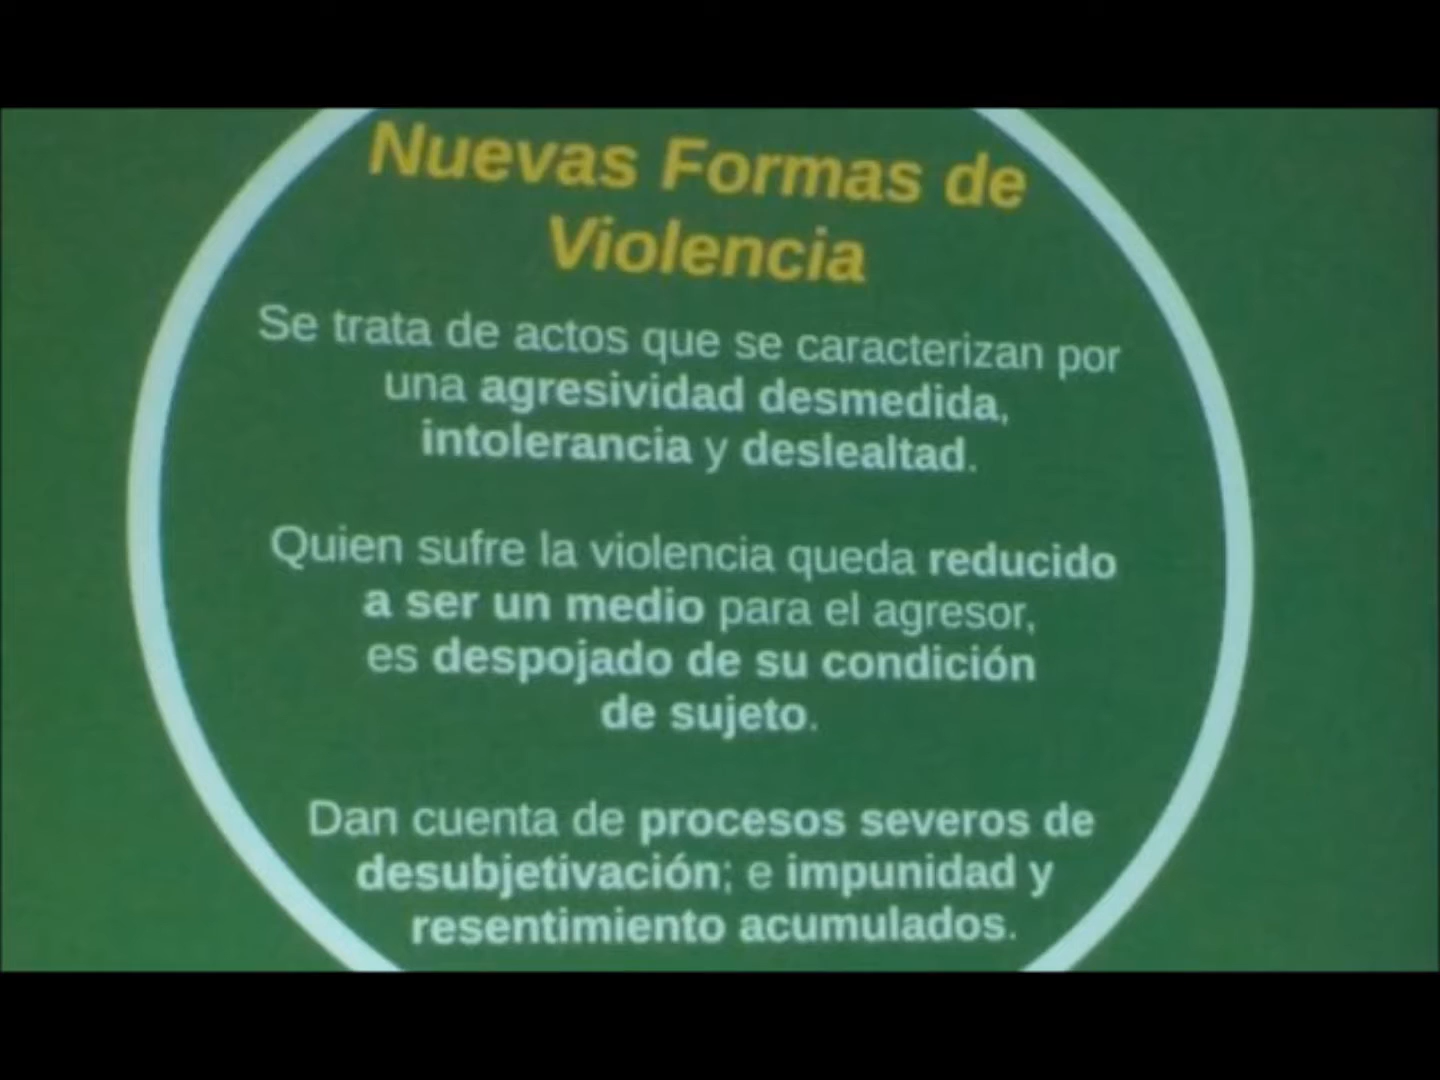 Nuevas Formas de
Violencia
Se trata de actos que se caracterizan por
una agresividad desmedida,
intolerancia y deslealtad.
Quien sufre la violencia queda reducido
a ser un medio para el agresor,
es despojado de su condición
de sujeto.
Dan cuenta de procesos severos de
desubjetivación; e impunidad y
resentimiento acumulados.